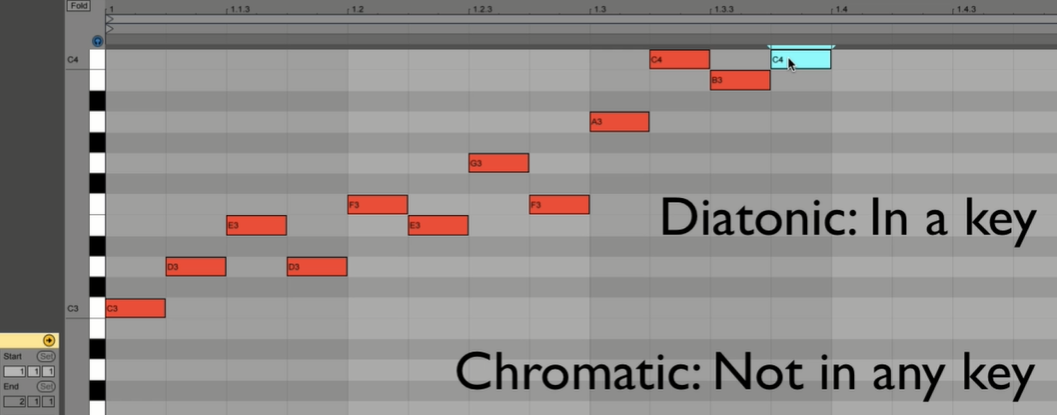 Fold
1 1.1.3 1.2 1.2.3 1.3 1.3.3 1.4 1.4.3
C4 C4 C4
B3
A3
G3
F3 F3
E3 E3
D3 D3
C3 C3
Diatonic: In a key
Start Set
1 1 1
End Set
2 1 1
Chromatic: Not in any key